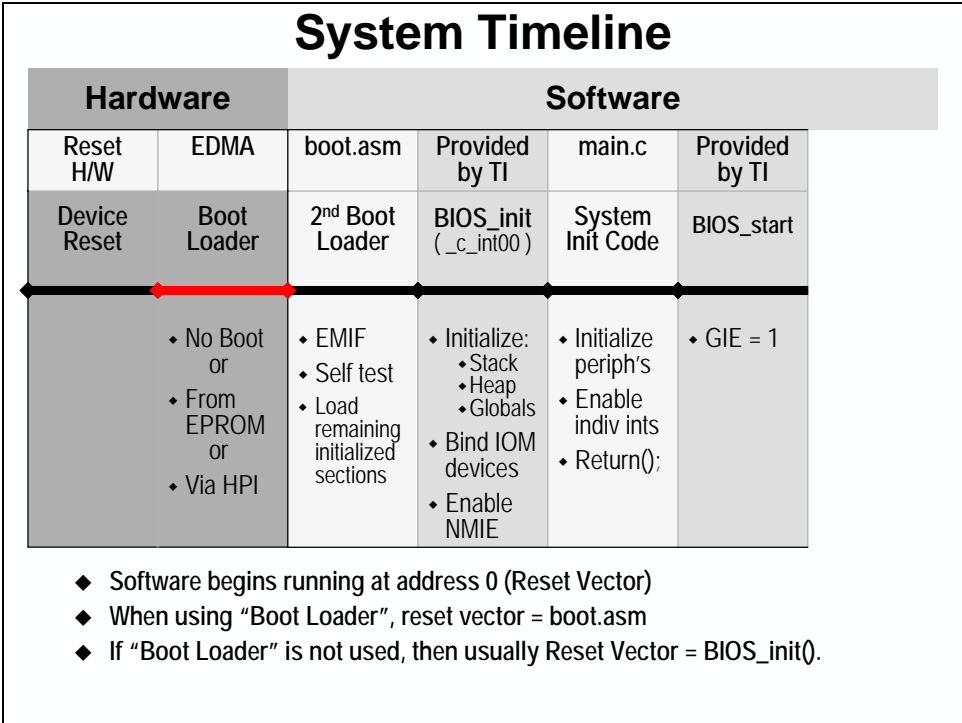 System Timeline
Hardware
Software
Reset
H/W
EDMA
boot.asm
Provided
by TI
main.c
Provided
by TI
Device
Reset
Boot
Loader
2nd Boot
Loader
BIOS_init
( _c_int00 )
System
Init Code
BIOS_start
◆ No Boot
or
◆ From
EPROM
or
◆ Via HPI
◆ EMIF
◆ Self test
◆ Load
remaining
initialized
sections
◆ Initialize:
◆ Stack
◆ Heap
◆ Globals
◆ Bind IOM
devices
◆ Enable
NMIE
◆ Initialize
periph's
◆ Enable
indiv ints
◆ Return();
◆ GIE = 1
◆ Software begins running at address 0 (Reset Vector)
◆ When using “Boot Loader”, reset vector = boot.asm
◆ If “Boot Loader” is not used, then usually Reset Vector = BIOS_init().